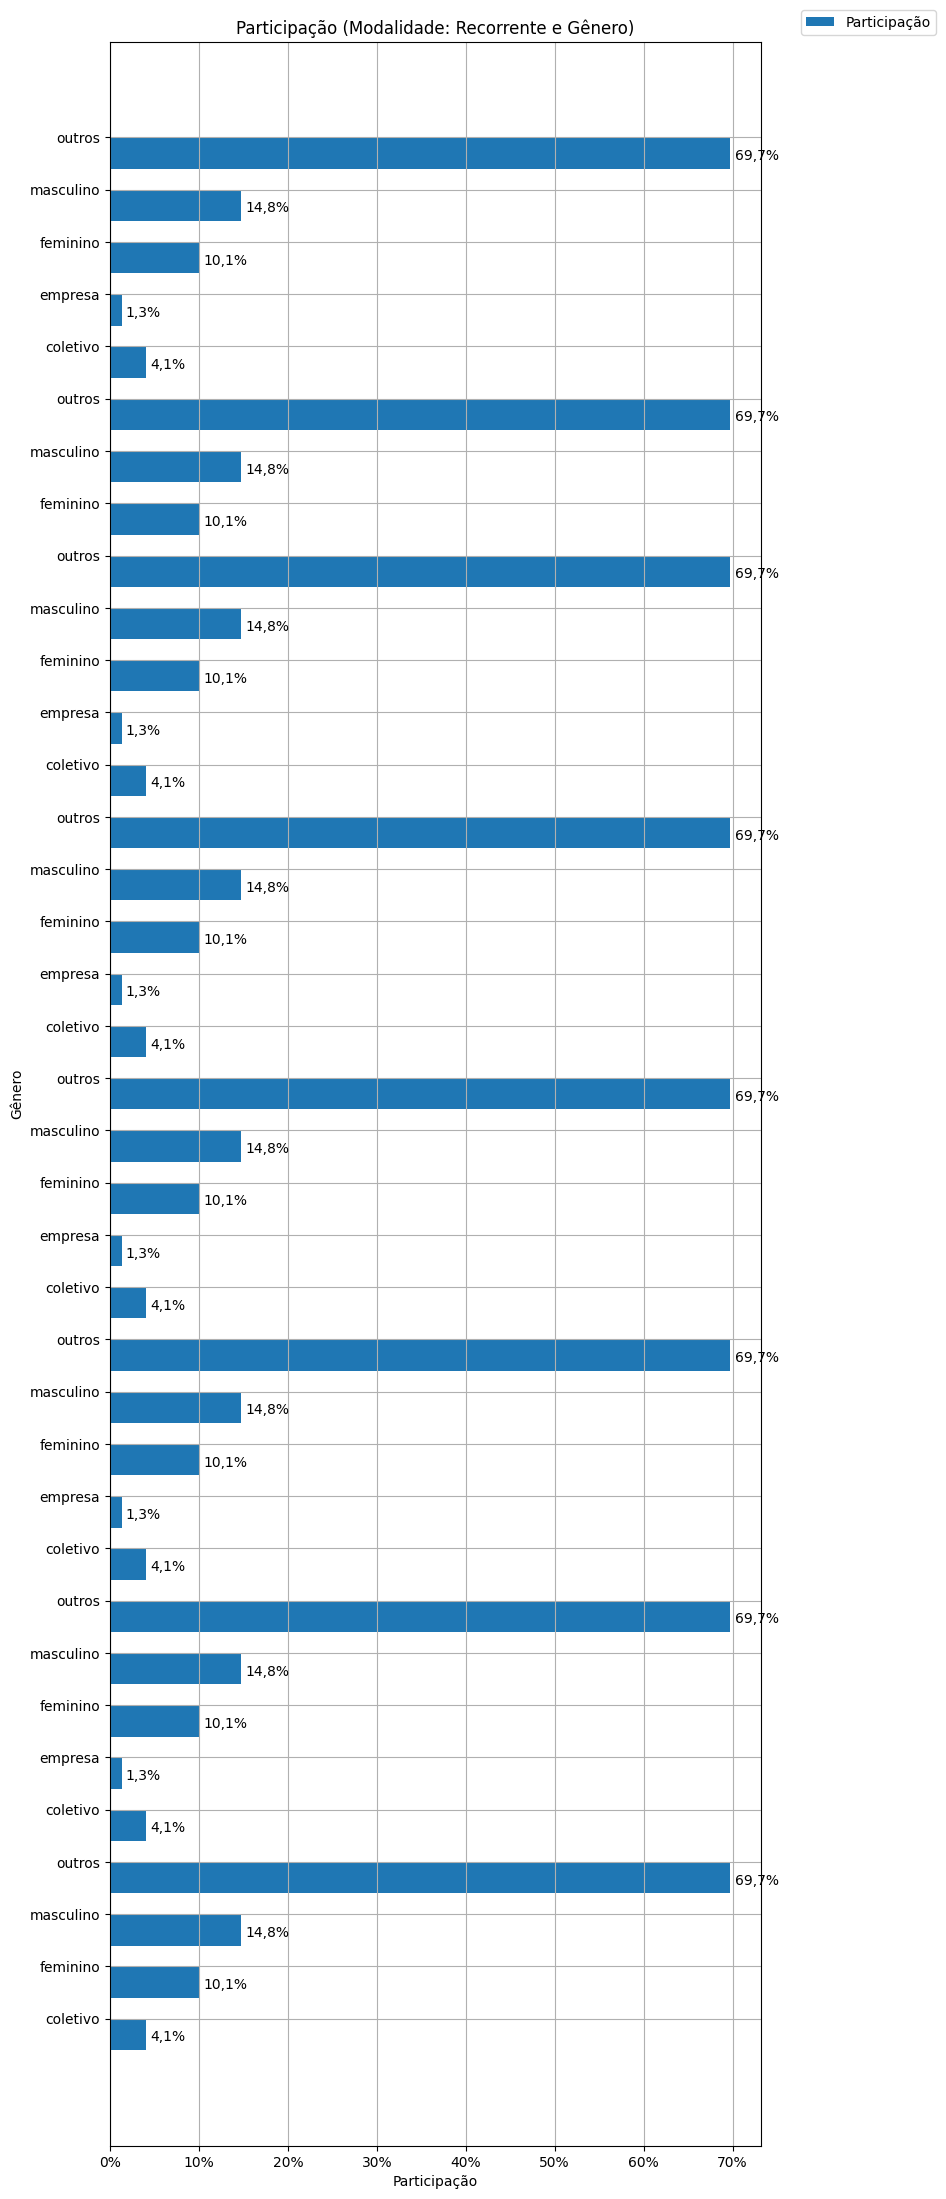 Participação (Modalidade: Recorrente e Gênero)
Participação
outros 69,7%
masculino 14,8%
feminino 10,1%
empresa 1,3%
coletivo 4,1%
outros 69,7%
masculino 14,8%
feminino 10,1%
outros 69,7%
masculino 14,8%
feminino 10,1%
empresa 1,3%
coletivo 4,1%
outros 69,7%
masculino 14,8%
feminino 10,1%
empresa 1,3%
coletivo 4,1%
outros 69,7%
masculino 14,8%
feminino 10,1%
empresa 1,3%
coletivo 4,1%
outros 69,7%
masculino 14,8%
feminino 10,1%
empresa 1,3%
coletivo 4,1%
outros 69,7%
masculino 14,8%
feminino 10,1%
empresa 1,3%
coletivo 4,1%
outros 69,7%
masculino 14,8%
feminino 10,1%
coletivo 4,1%
Gênero
0% 10% 20% 30% 40% 50% 60% 70%
Participação